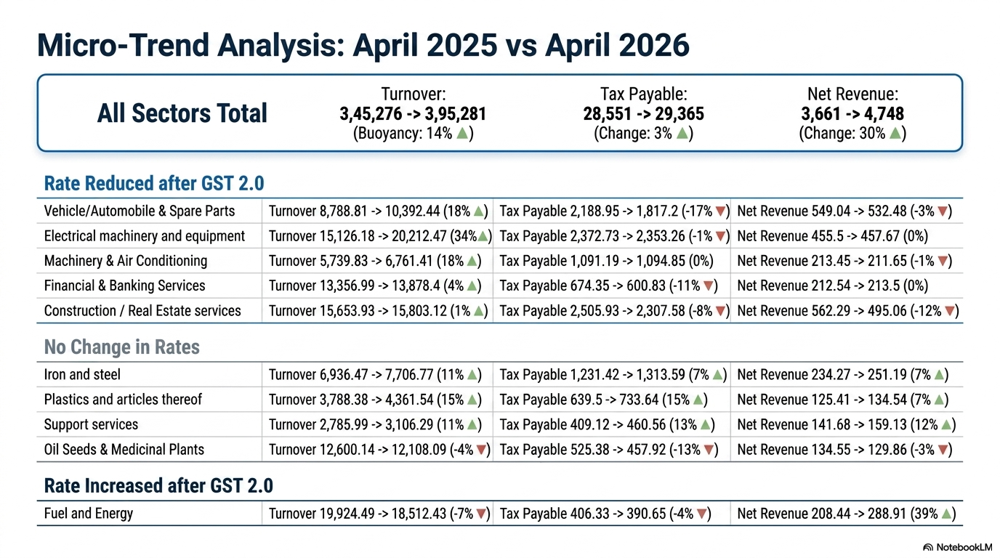 Micro-Trend Analysis: April 2025 vs April 2026
All Sectors Total
Turnover:
3,45,276 -> 3,95,281
(Buoyancy: 14% ▲)
Tax Payable:
28,551 -> 29,365
(Change: 3% ▲)
Net Revenue:
3,661 -> 4,748
(Change: 30% ▲)
Rate Reduced after GST 2.0
Vehicle/Automobile & Spare Parts Turnover 8,788.81 -> 10,392.44 (18% ▲) Tax Payable 2,188.95 -> 1,817.2 (-17% ▼) Net Revenue 549.04 -> 532.48 (-3% ▼)
Electrical machinery and equipment Turnover 15,126.18 -> 20,212.47 (34%▲) Tax Payable 2,372.73 -> 2,353.26 (-1% ▼) Net Revenue 455.5 -> 457.67 (0%)
Machinery & Air Conditioning Turnover 5,739.83 -> 6,761.41 (18% ▲) Tax Payable 1,091.19 -> 1,094.85 (0%) Net Revenue 213.45 -> 211.65 (-1% ▼)
Financial & Banking Services Turnover 13,356.99 -> 13,878.4 (4% ▲) Tax Payable 674.35 -> 600.83 (-11% ▼) Net Revenue 212.54 -> 213.5 (0%)
Construction / Real Estate services Turnover 15,653.93 -> 15,803.12 (1% ▲) Tax Payable 2,505.93 -> 2,307.58 (-8% ▼) Net Revenue 562.29 -> 495.06 (-12% ▼)
No Change in Rates
Iron and steel Turnover 6,936.47 -> 7,706.77 (11% ▲) Tax Payable 1,231.42 -> 1,313.59 (7% ▲) Net Revenue 234.27 -> 251.19 (7% ▲)
Plastics and articles thereof Turnover 3,788.38 -> 4,361.54 (15% ▲) Tax Payable 639.5 -> 733.64 (15% ▲) Net Revenue 125.41 -> 134.54 (7% ▲)
Support services Turnover 2,785.99 -> 3,106.29 (11% ▲) Tax Payable 409.12 -> 460.56 (13% ▲) Net Revenue 141.68 -> 159.13 (12% ▲)
Oil Seeds & Medicinal Plants Turnover 12,600.14 -> 12,108.09 (-4% ▼) Tax Payable 525.38 -> 457.92 (-13% ▼) Net Revenue 134.55 -> 129.86 (-3% ▼)
Rate Increased after GST 2.0
Fuel and Energy Turnover 19,924.49 -> 18,512.43 (-7% ▼) Tax Payable 406.33 -> 390.65 (-4% ▼) Net Revenue 208.44 -> 288.91 (39% ▲)
NotebookLM